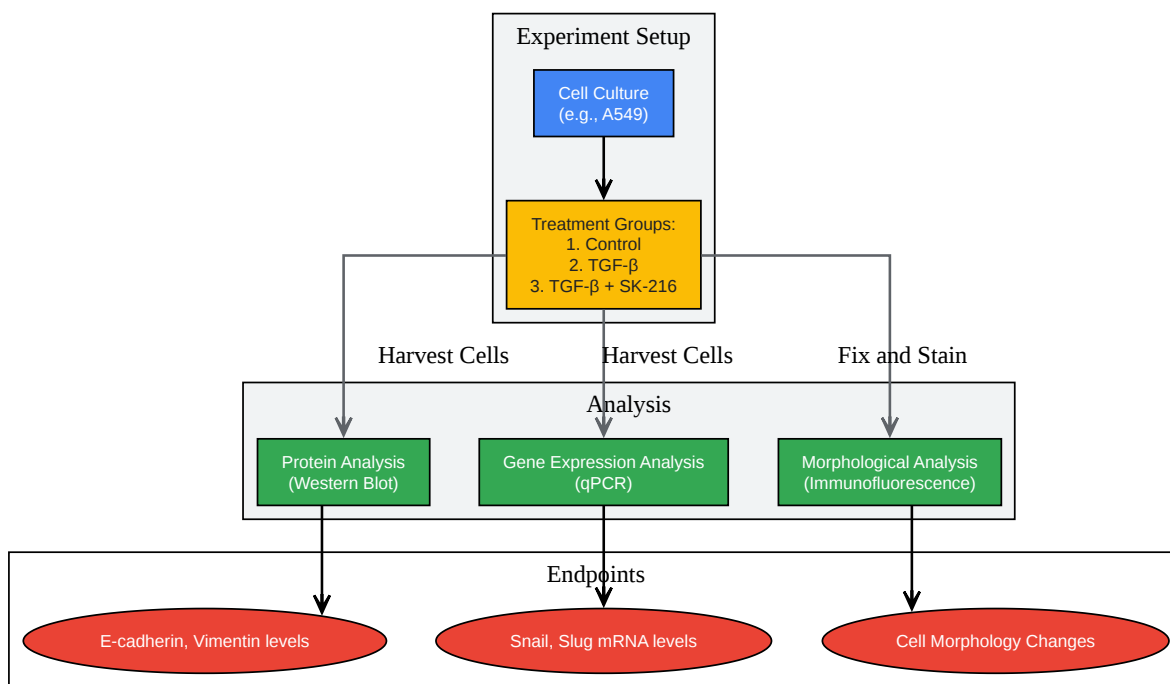 Experiment Setup
Cell Culture
(e.g., A549)
Treatment Groups:
1. Control
2. TGF-β
3. TGF-β + SK-216
Harvest Cells
Harvest Cells
Fix and Stain
Analysis
Protein Analysis
(Western Blot)
Gene Expression Analysis
(qPCR)
Morphological Analysis
(Immunofluorescence)
Endpoints
E-cadherin, Vimentin levels
Snail, Slug mRNA levels
Cell Morphology Changes